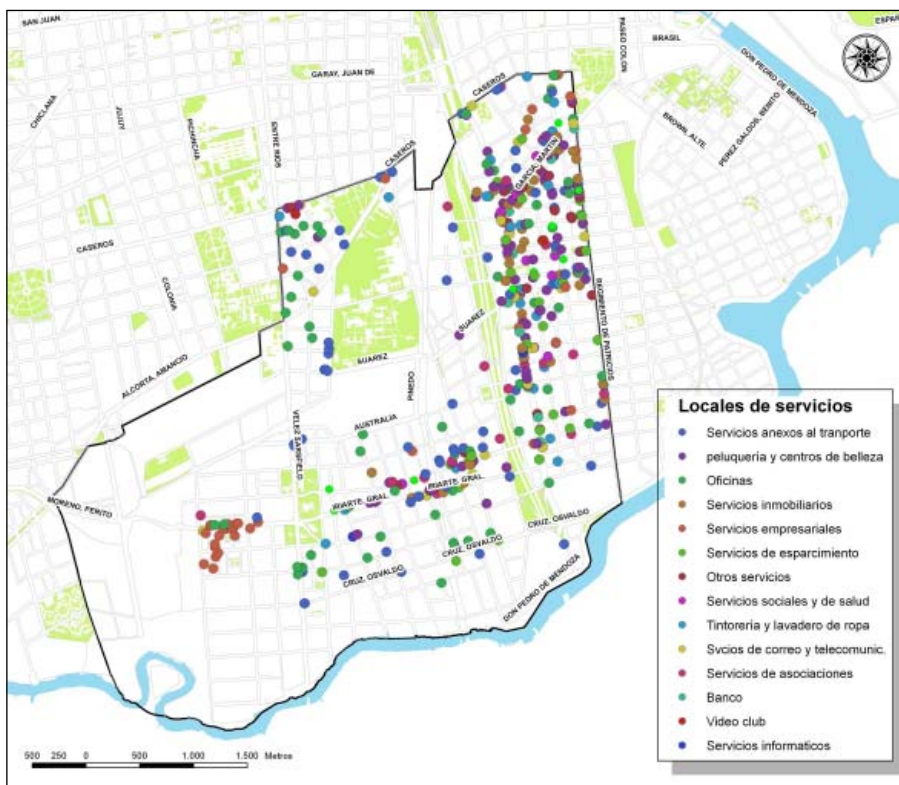 SAN JUAN
PASEO COLON
BRASIL
ESPAÑ
DON PEDRO DE MENDOZA
GARAY, JUAN DE
CASEROS
CHICLANA
JUJUY
PICHINCHA
ENTRE RIOS
BROWN, ALTE.
PEREZ GALDOS, BENITO
CASEROS
GARCIA, MARTIN
CASEROS
COLONIA
REGIMIENTO DE PATRICIOS
SUAREZ
ALCORTA, AMANCIO
SUAREZ
PINEDO
AUSTRALIA
VELEZ SARSFIELD
IRIARTE, GRAL.
IRIARTE, GRAL.
MORENO, PERITO
CRUZ, OSVALDO
CRUZ, OSVALDO
CRUZ, OSVALDO
DON PEDRO DE MENDOZA
Locales de servicios
Servicios anexos al tranporte
peluquería y centros de belleza
Oficinas
Servicios inmobiliarios
Servicios empresariales
Servicios de esparcimiento
Otros servicios
Servicios sociales y de salud
Tintorería y lavadero de ropa
Svcios de correo y telecomunic.
Servicios de asociaciones
Banco
Video club
Servicios informaticos
500 250 0 500 1.000 1.500 Metros